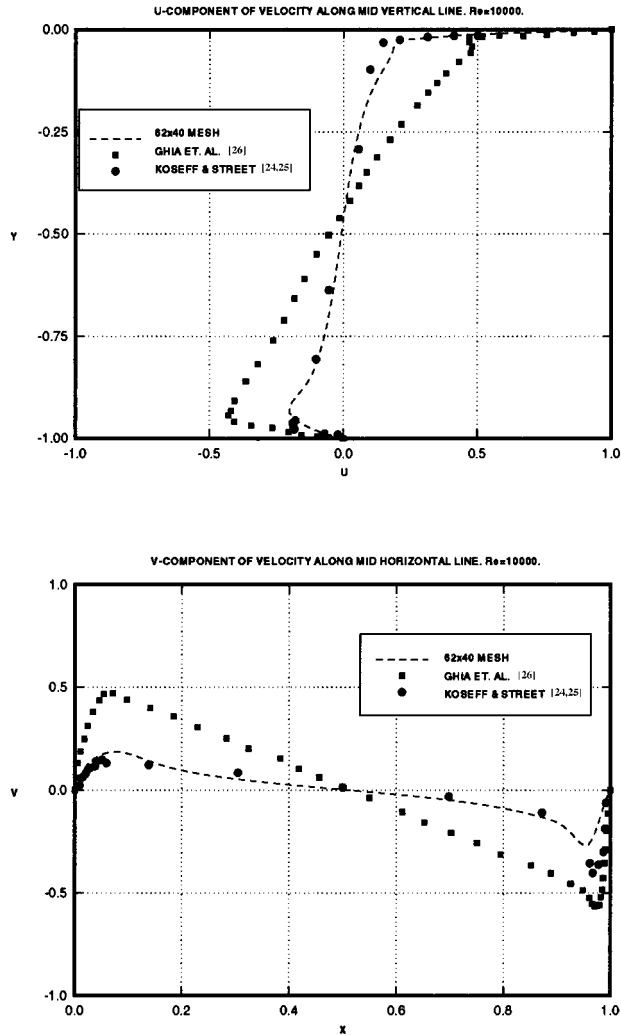 U-COMPONENT OF VELOCITY ALONG MID VERTICAL LINE. Re=10000.
0.00
-0.25
-0.50
-0.75
-1.00
Y
62x40 MESH
GHIA ET. AL. [26]
KOSEFF & STREET [24,25]
-1.0
-0.5
0.0
0.5
1.0
U
V-COMPONENT OF VELOCITY ALONG MID HORIZONTAL LINE. Re=10000.
1.0
0.5
0.0
-0.5
-1.0
V
62x40 MESH
GHIA ET. AL. [26]
KOSEFF & STREET [24,25]
0.0
0.2
0.4
0.6
0.8
1.0
X